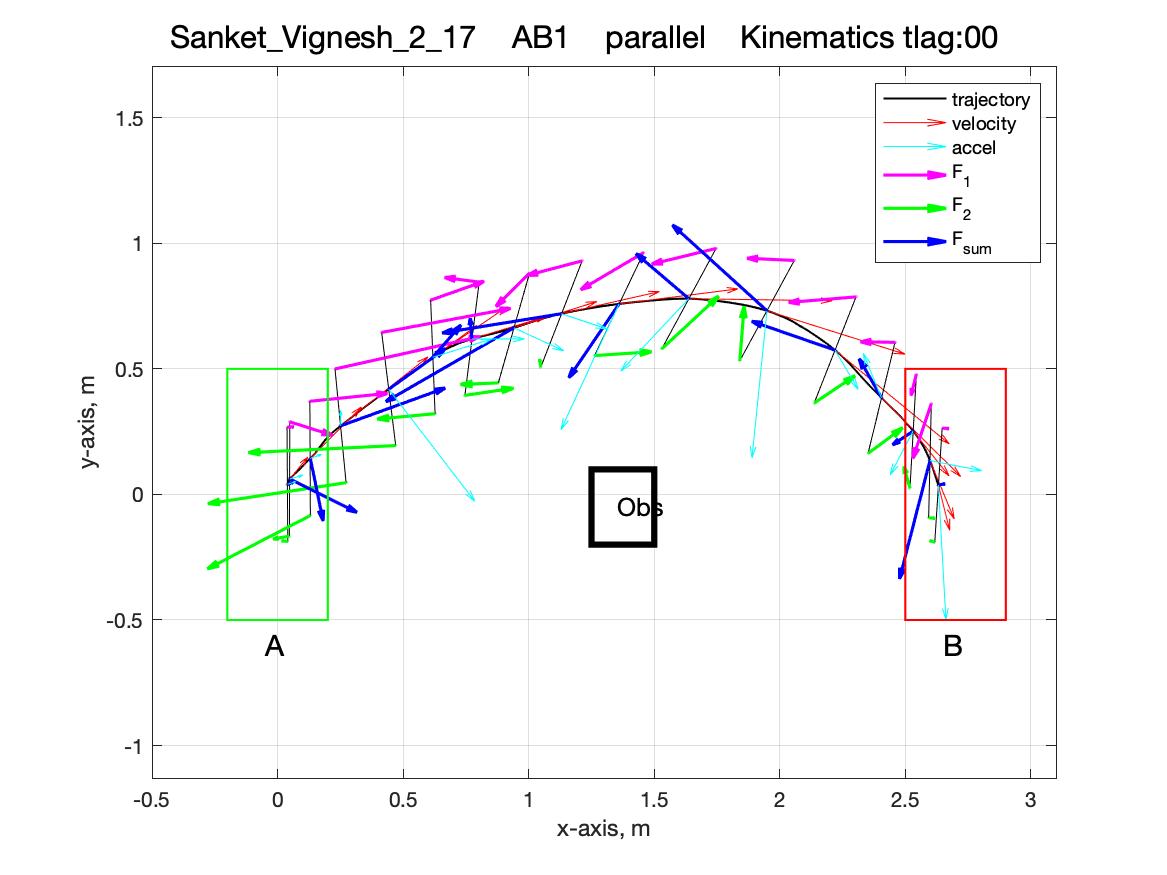 Sanket_Vignesh_2_17 AB1 parallel Kinematics tlag:00
trajectory
velocity
accel
F1
F2
Fsum
1.5
1
0.5
0
-0.5
-1
y-axis, m
Obs
A
B
-0.5 0 0.5 1 1.5 2 2.5 3
x-axis, m